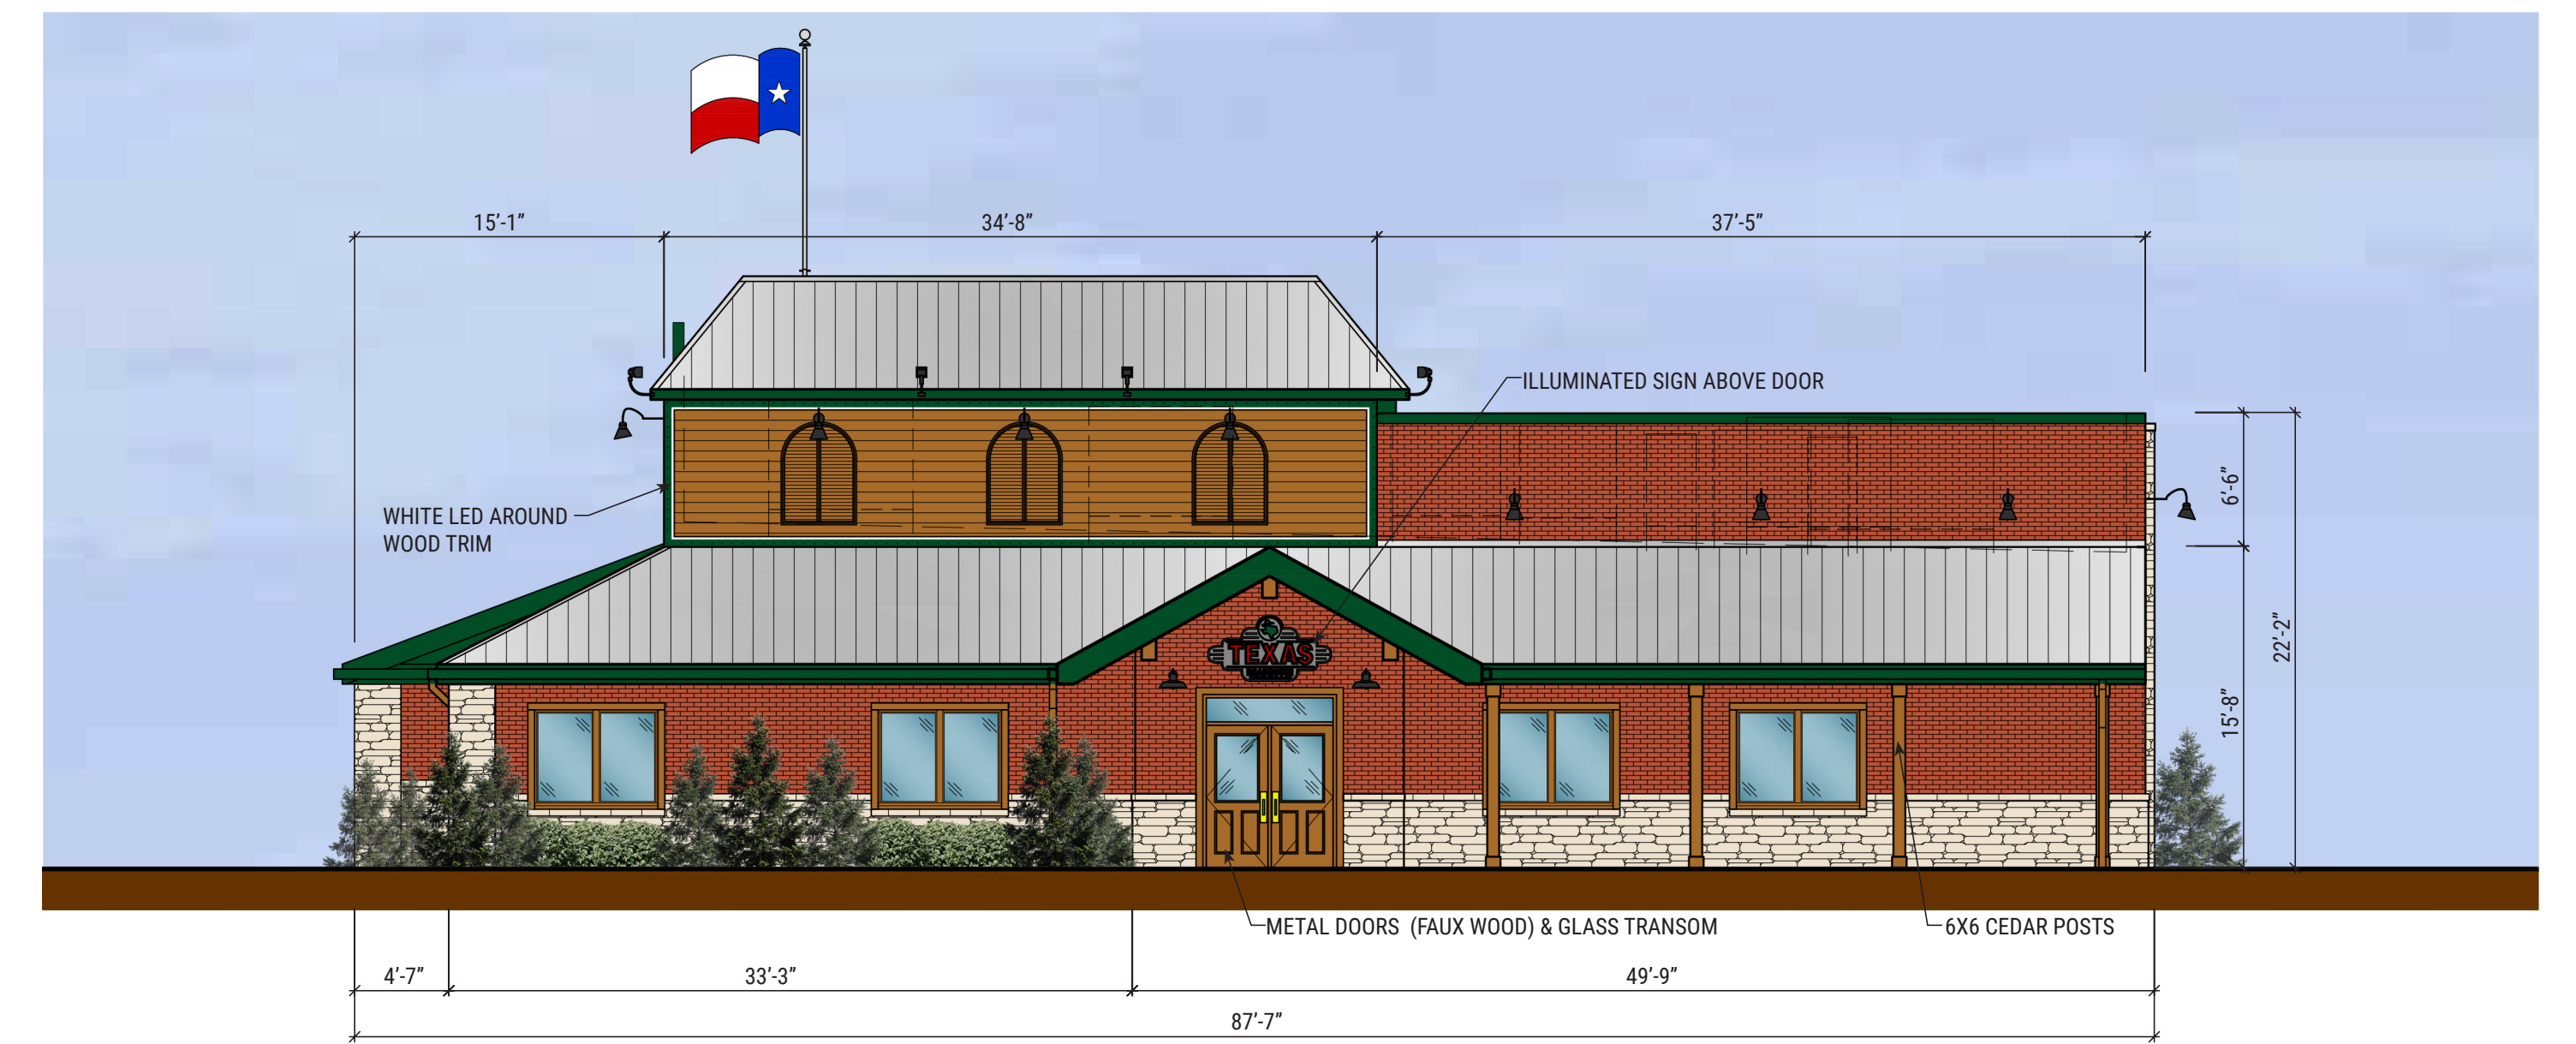 15’-1”
34’-8”
37’-5”
ILLUMINATED SIGN ABOVE DOOR
WHITE LED AROUND
WOOD TRIM
6’-6”
22’-2”
15’-8”
TEXAS
METAL DOORS (FAUX WOOD) & GLASS TRANSOM
6X6 CEDAR POSTS
4’-7”
33’-3”
49’-9”
87’-7”